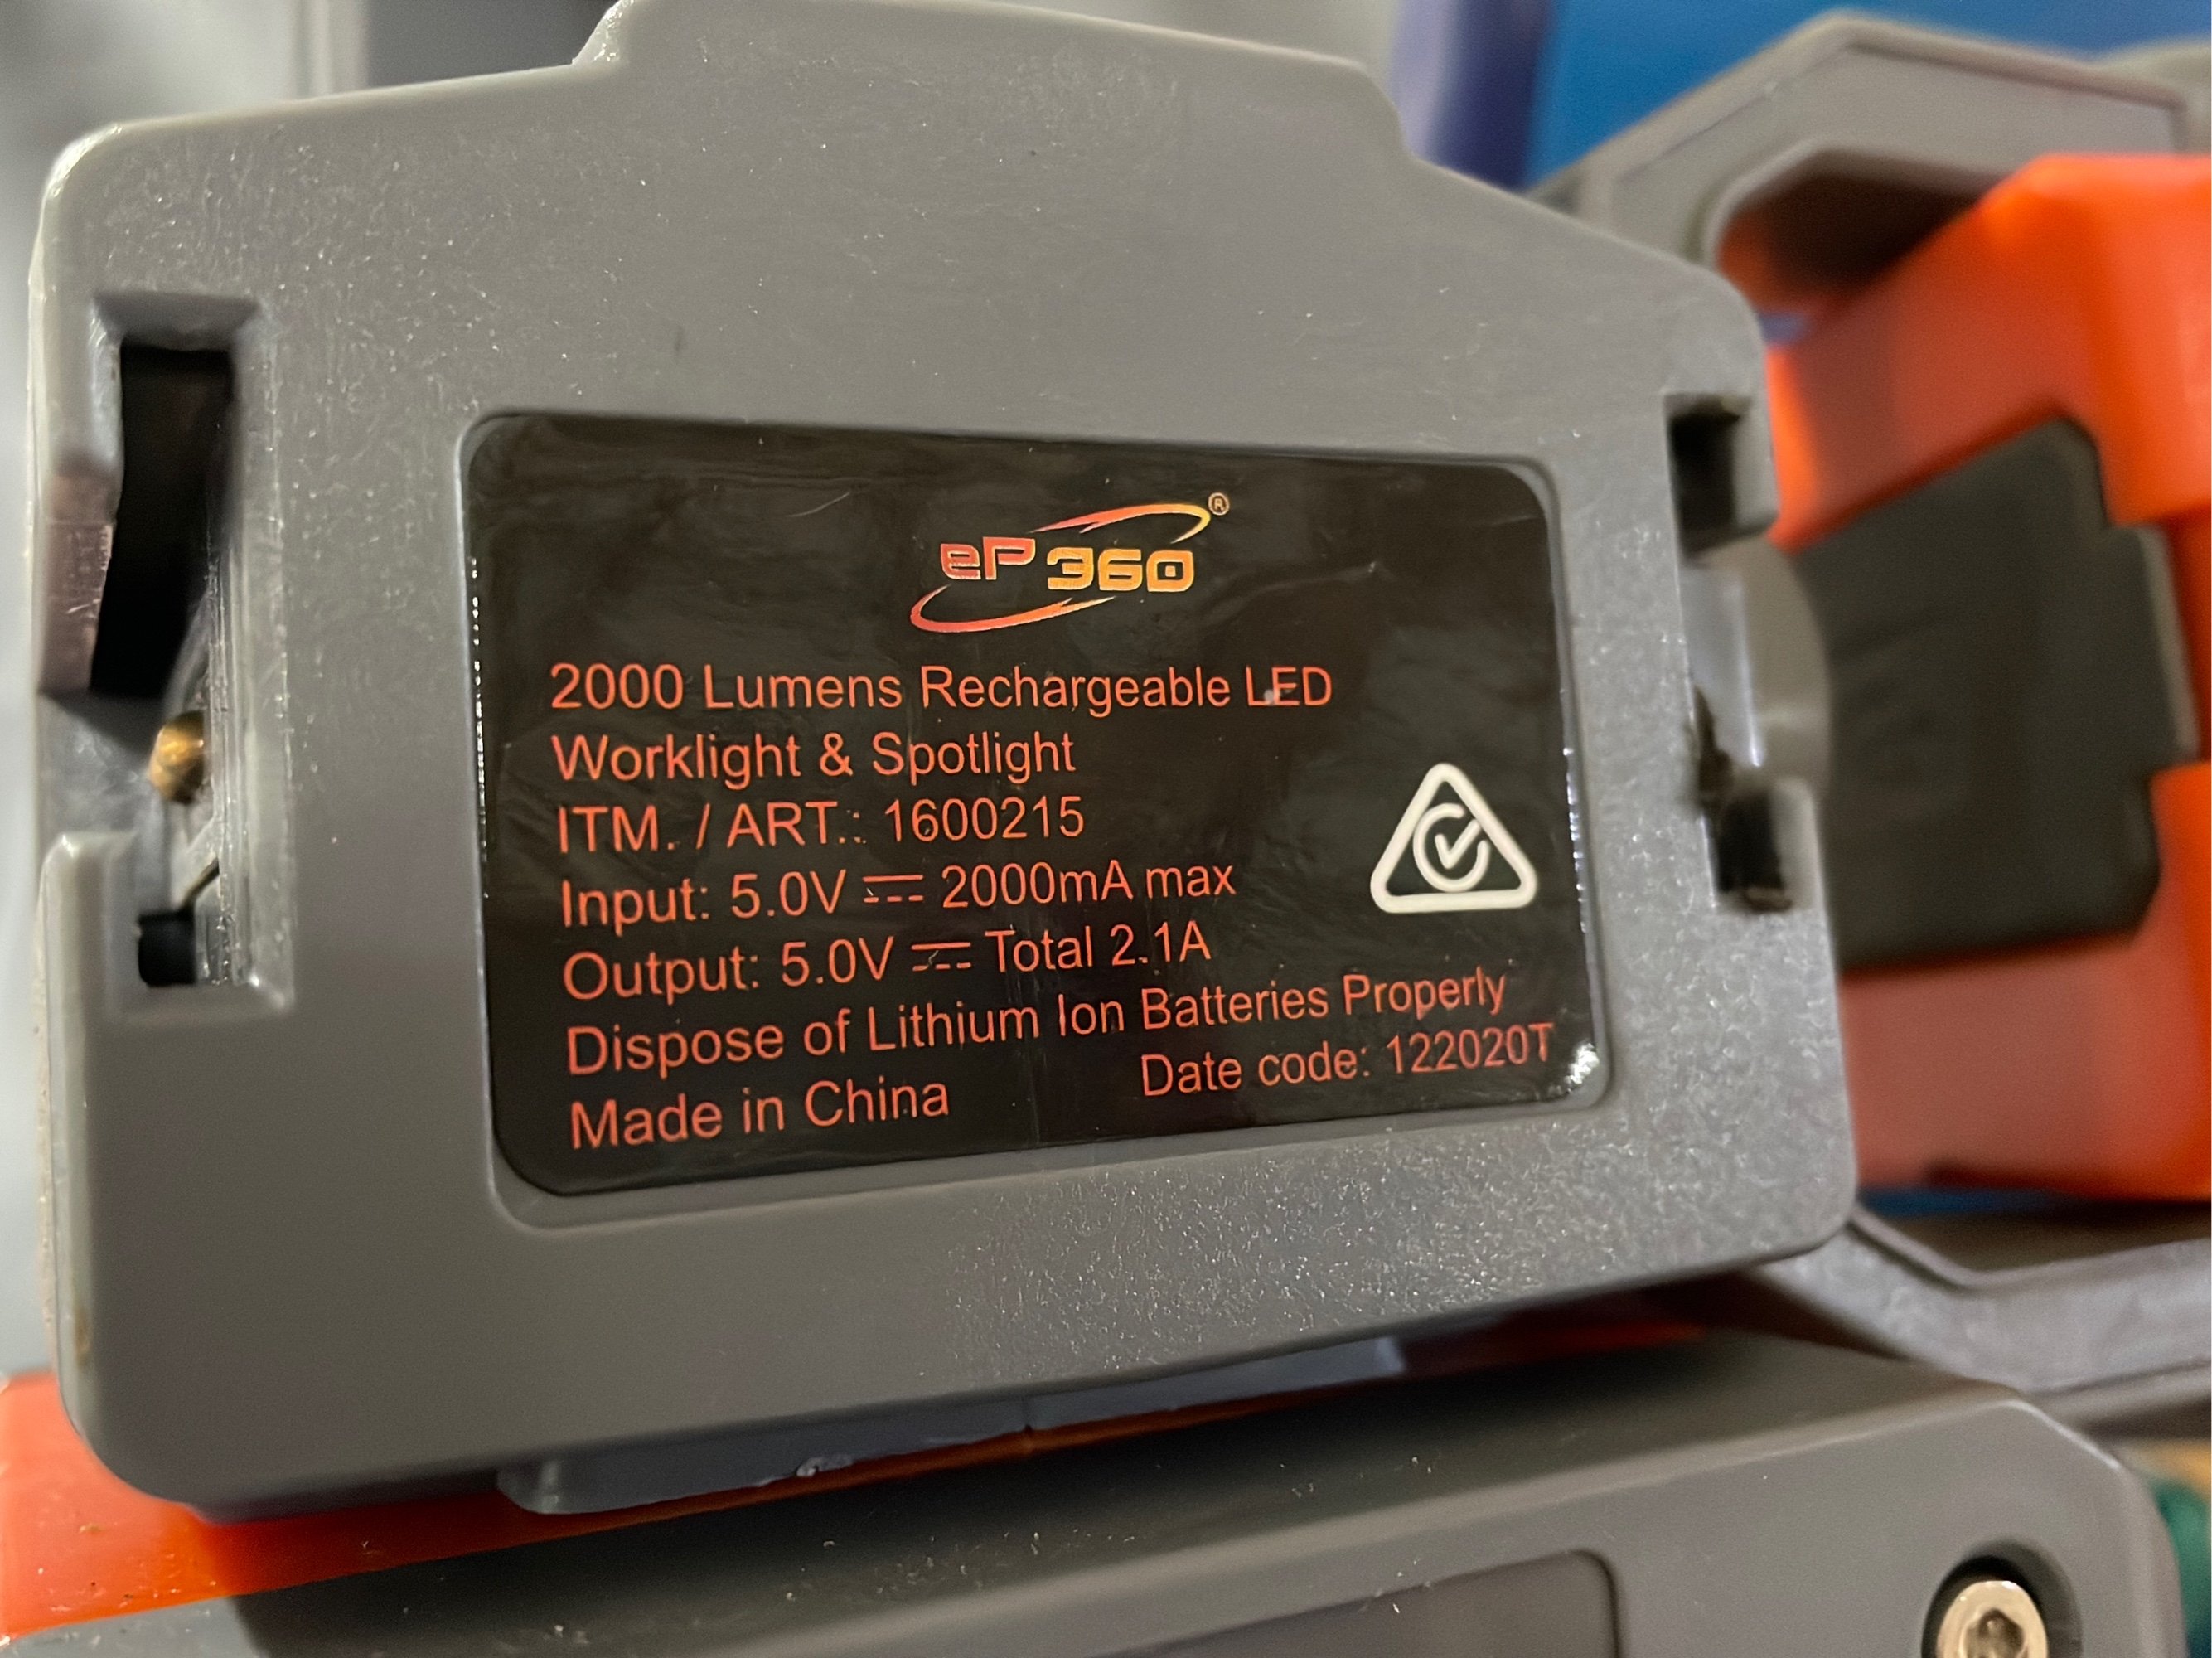 eP360®
2000 Lumens Rechargeable LED
Worklight & Spotlight
ITM. / ART.: 1600215
Input: 5.0V ⎓ 2000mA max
Output: 5.0V ⎓ Total 2.1A
Dispose of Lithium Ion Batteries Properly
Made in China Date code: 122020T